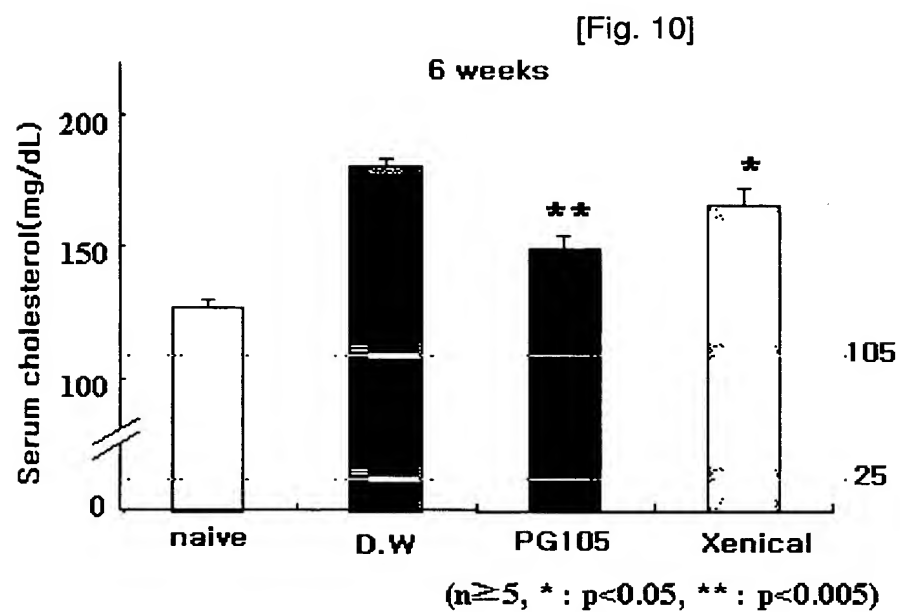 [Fig. 10]
6 weeks
Serum cholesterol(mg/dL)
200
150
100
0
105
25
**
*
naive
D.W
PG105
Xenical
(n≥5, * : p<0.05, ** : p<0.005)